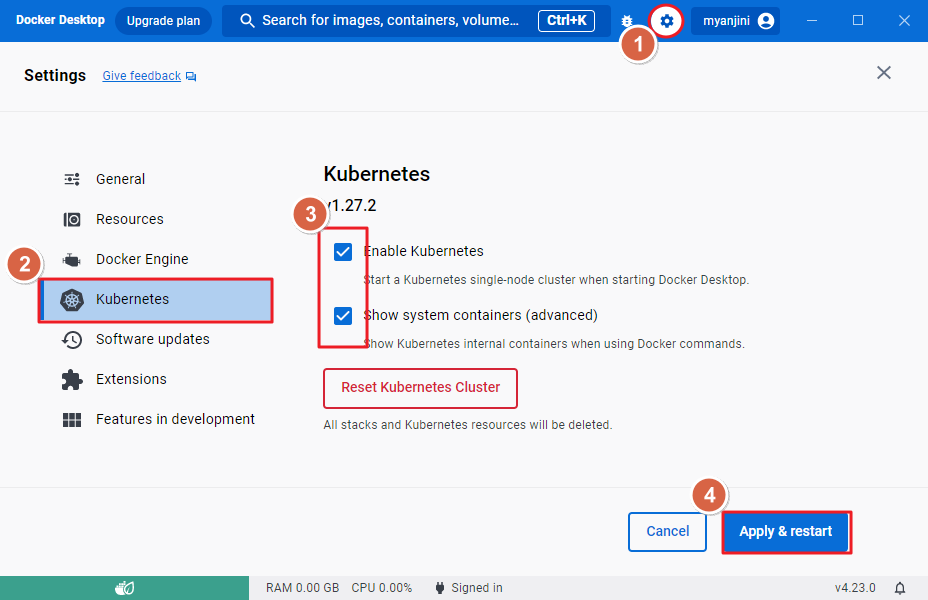 Docker Desktop Upgrade plan Search for images, containers, volume... Ctrl+K myanjini
1
Settings Give feedback
Kubernetes
v1.27.2
3
General
Resources
2
Docker Engine
Kubernetes
Software updates
Extensions
Features in development
Enable Kubernetes
Start a Kubernetes single-node cluster when starting Docker Desktop.
Show system containers (advanced)
Show Kubernetes internal containers when using Docker commands.
Reset Kubernetes Cluster
All stacks and Kubernetes resources will be deleted.
4
Cancel Apply & restart
RAM 0.00 GB CPU 0.00% Signed in v4.23.0